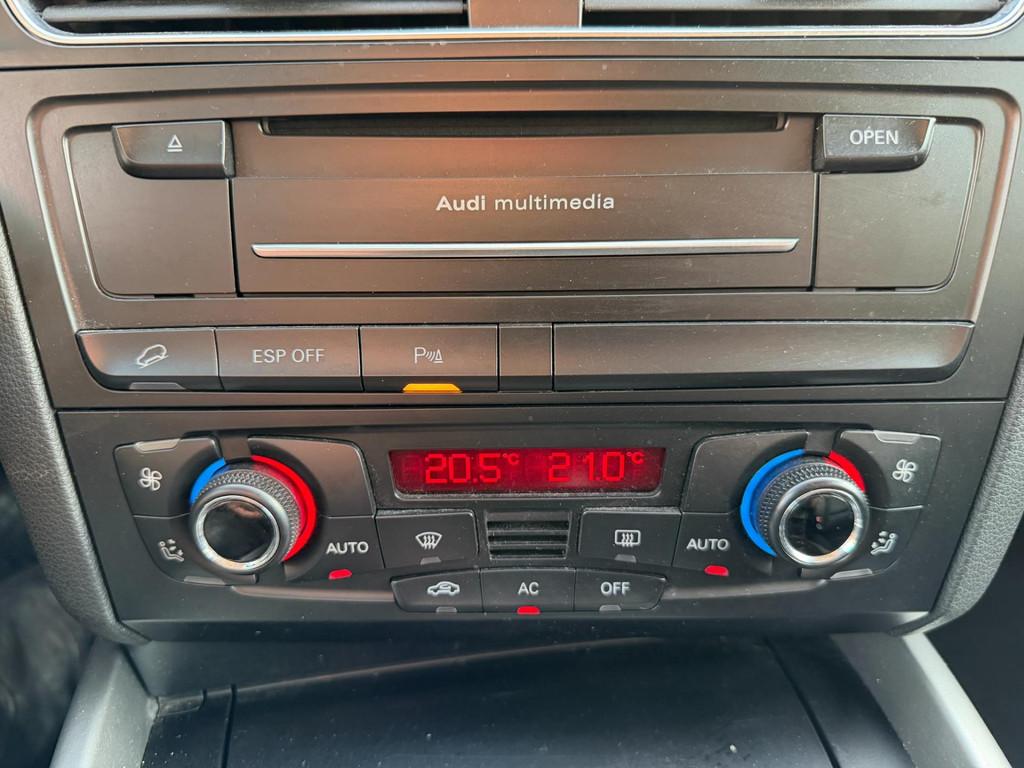 OPEN
Audi multimedia
ESP OFF
P
20.5°C 21.0°C
AUTO
AUTO
AC
OFF